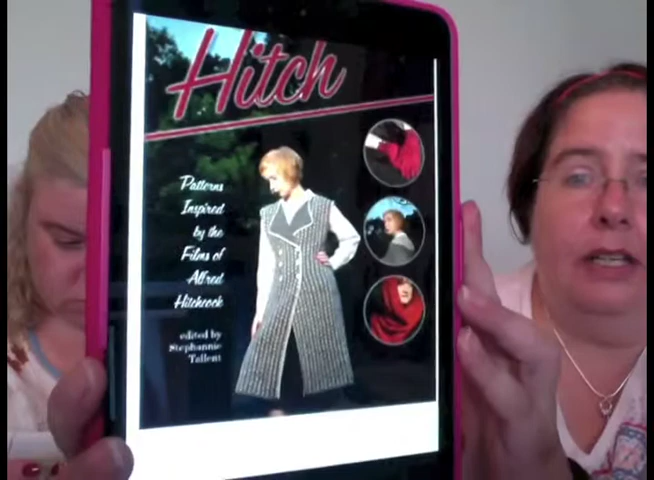 Hitch
Patterns
Inspired
by the
Films of
Alfred
Hitchcock
edited by
Stephannie
Tallent